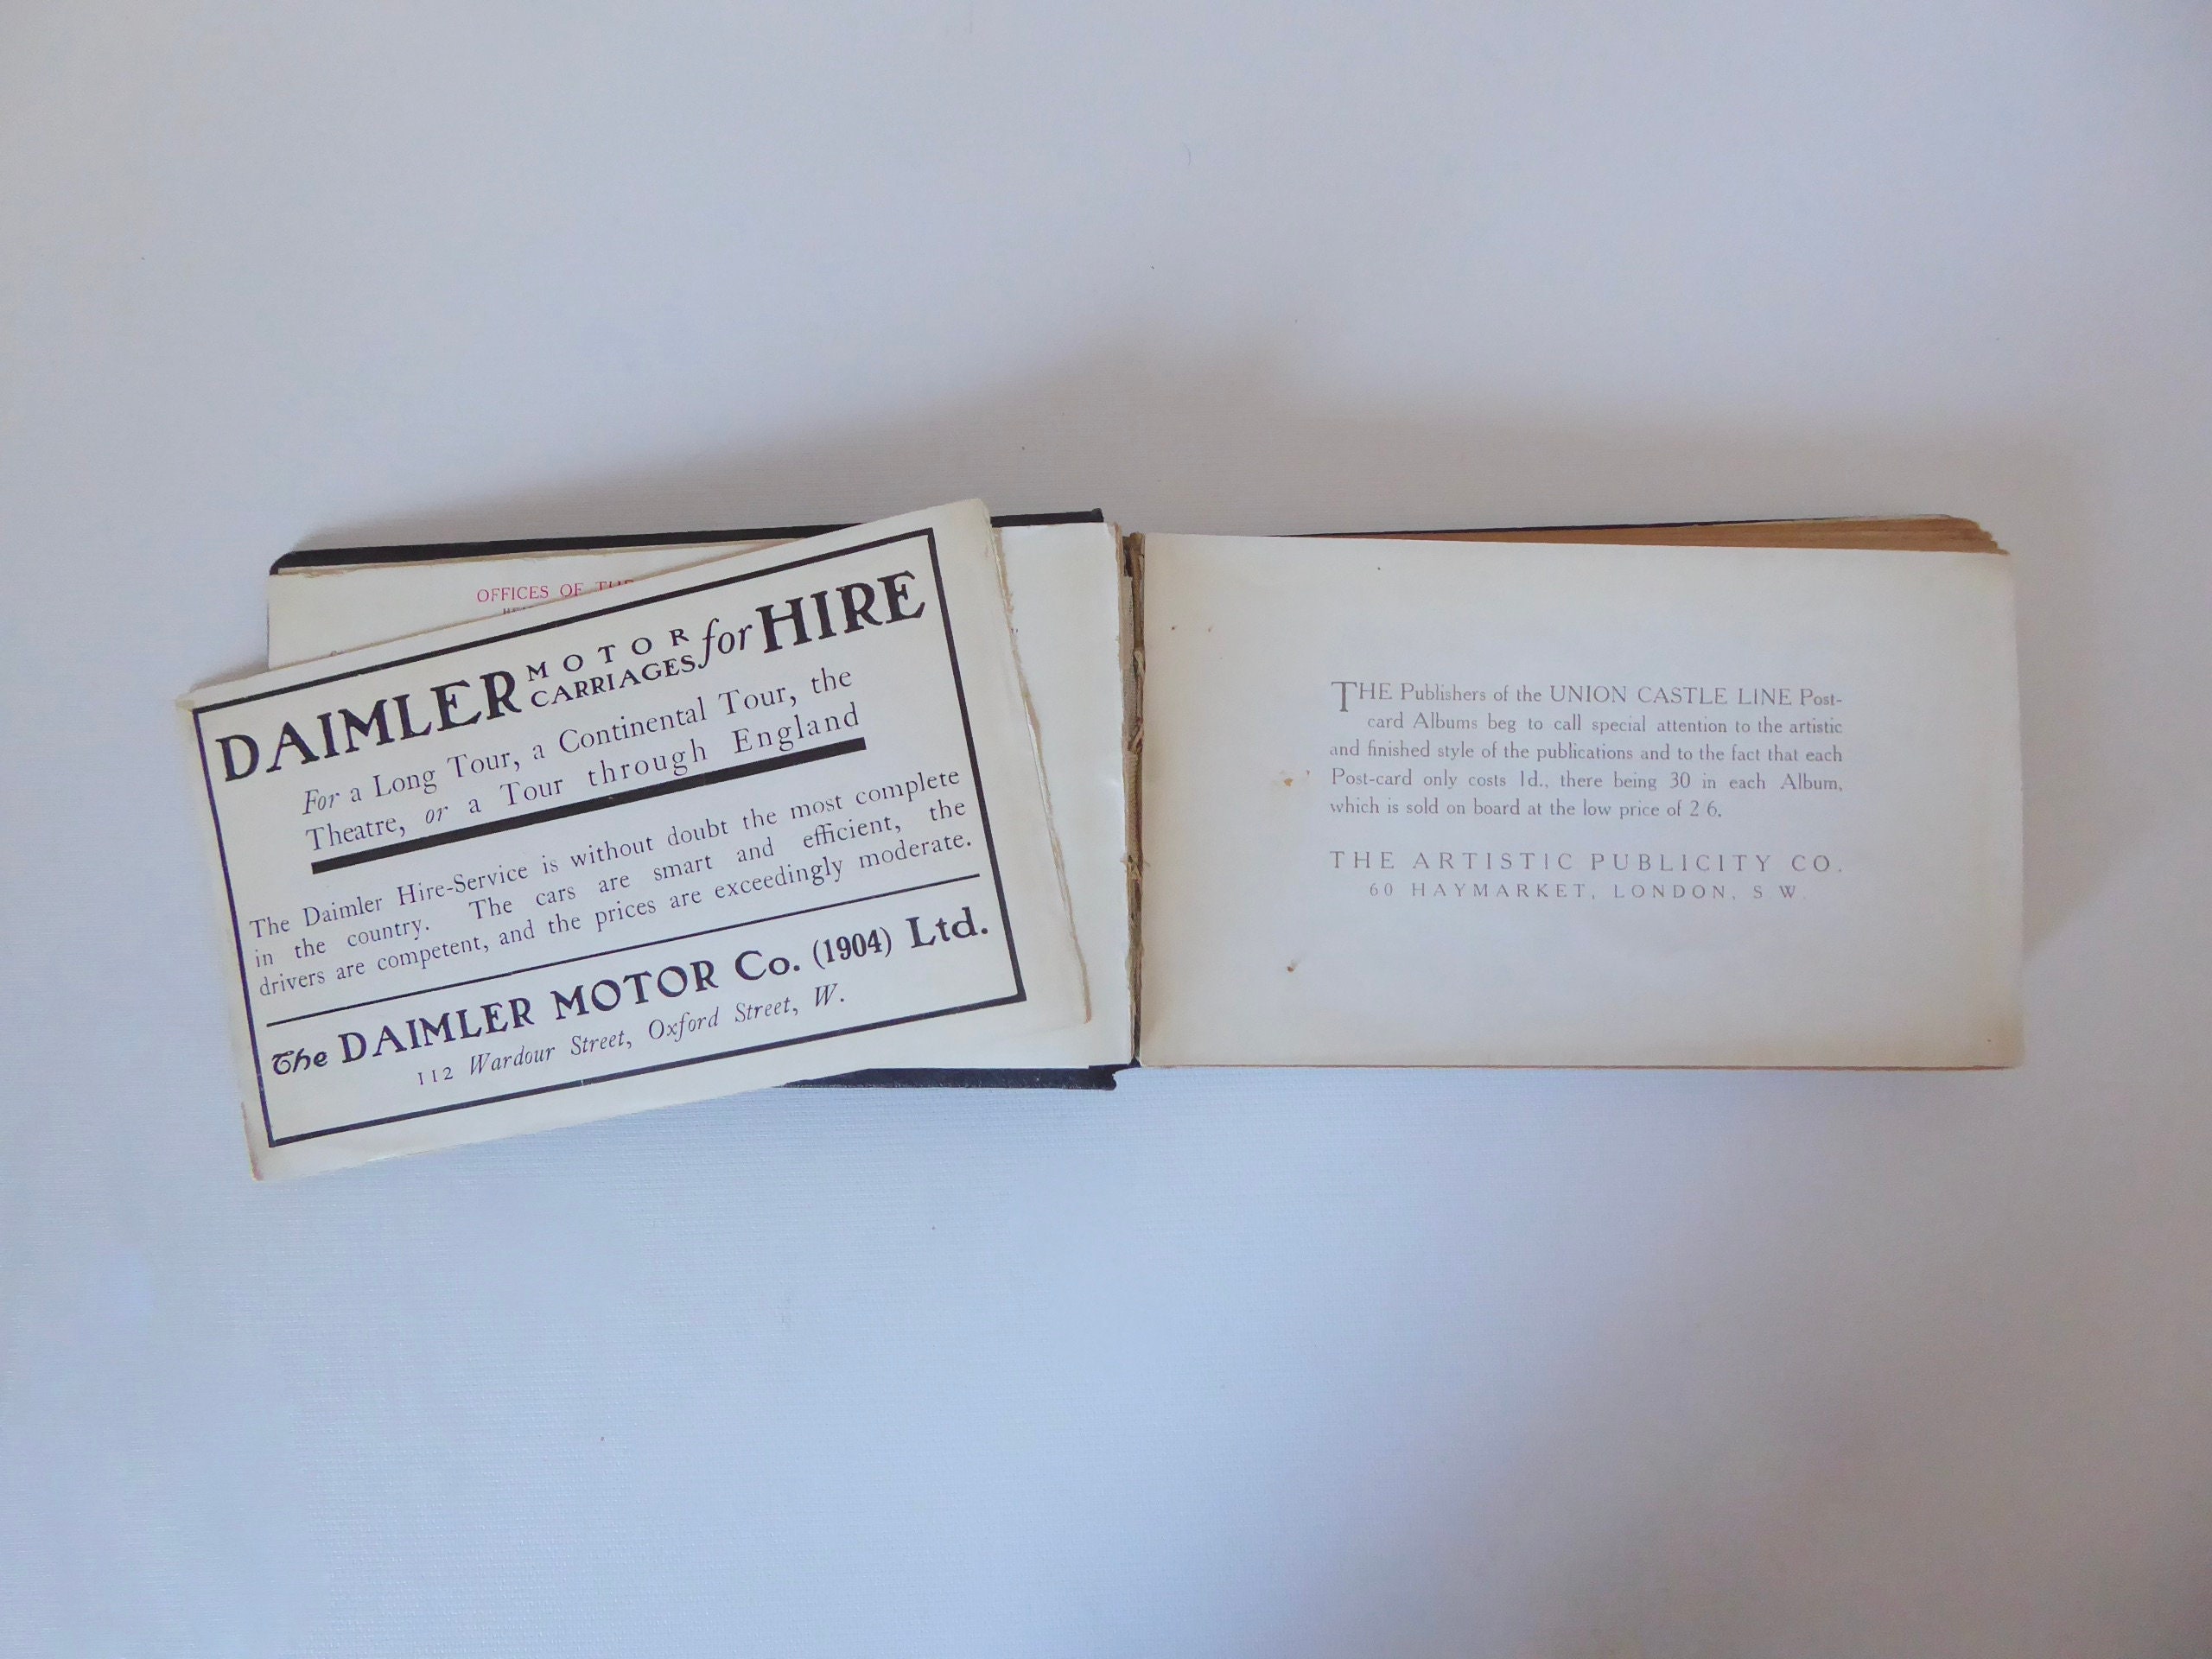 OFFICES OF THE
DAIMLER MOTOR CARRIAGES for HIRE
For a Long Tour, a Continental Tour, the
Theatre, or a Tour through England
The Daimler Hire-Service is without doubt the most complete
in the country. The cars are smart and efficient, the
drivers are competent, and the prices are exceedingly moderate.
The DAIMLER MOTOR Co. (1904) Ltd.
112 Wardour Street, Oxford Street, W.
THE Publishers of the UNION CASTLE LINE Post-
card Albums beg to call special attention to the artistic
and finished style of the publications and to the fact that each
Post-card only costs 1d., there being 30 in each Album,
which is sold on board at the low price of 2 6.
THE ARTISTIC PUBLICITY CO.
60 HAYMARKET, LONDON, S W.